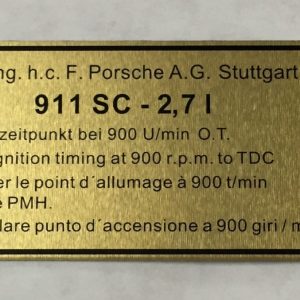 ng. h.c. F. Porsche A.G. Stuttgart
911 SC - 2,7 l
zeitpunkt bei 900 U/min O.T.
gnition timing at 900 r.p.m. to TDC
er le point d´allumage à 900 t/min
PMH.
lare punto d´accensione a 900 giri / m